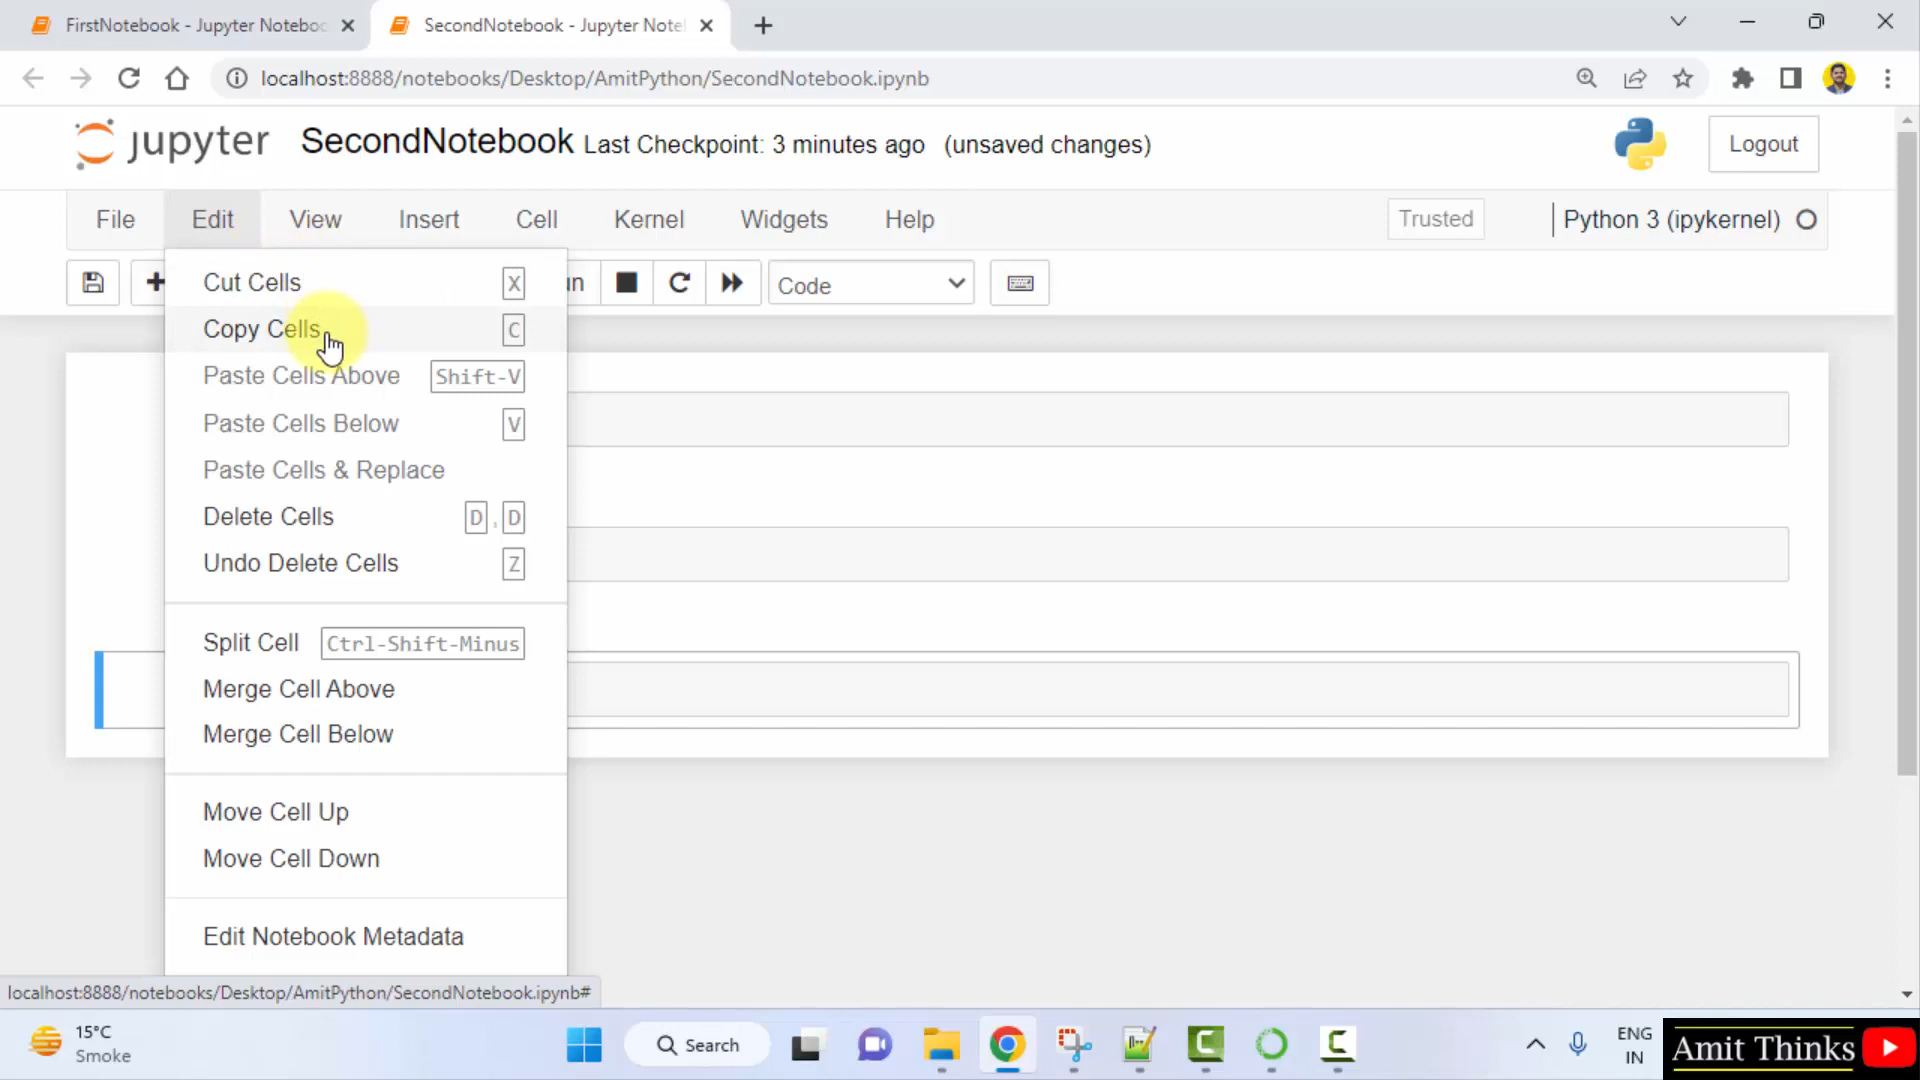 FirstNotebook - Jupyter Noteboo
SecondNotebook - Jupyter Note
localhost:8888/notebooks/Desktop/AmitPython/SecondNotebook.ipynb
jupyter SecondNotebook Last Checkpoint: 3 minutes ago (unsaved changes)
Logout
File Edit View Insert Cell Kernel Widgets Help Trusted Python 3 (ipykernel)
un Code
Cut Cells X
Copy Cells C
Paste Cells Above Shift-V
Paste Cells Below V
Paste Cells & Replace
Delete Cells D , D
Undo Delete Cells Z
Split Cell Ctrl-Shift-Minus
Merge Cell Above
Merge Cell Below
Move Cell Up
Move Cell Down
Edit Notebook Metadata
localhost:8888/notebooks/Desktop/AmitPython/SecondNotebook.ipynb#
15°C
Smoke
Search
ENG
IN
Amit Thinks